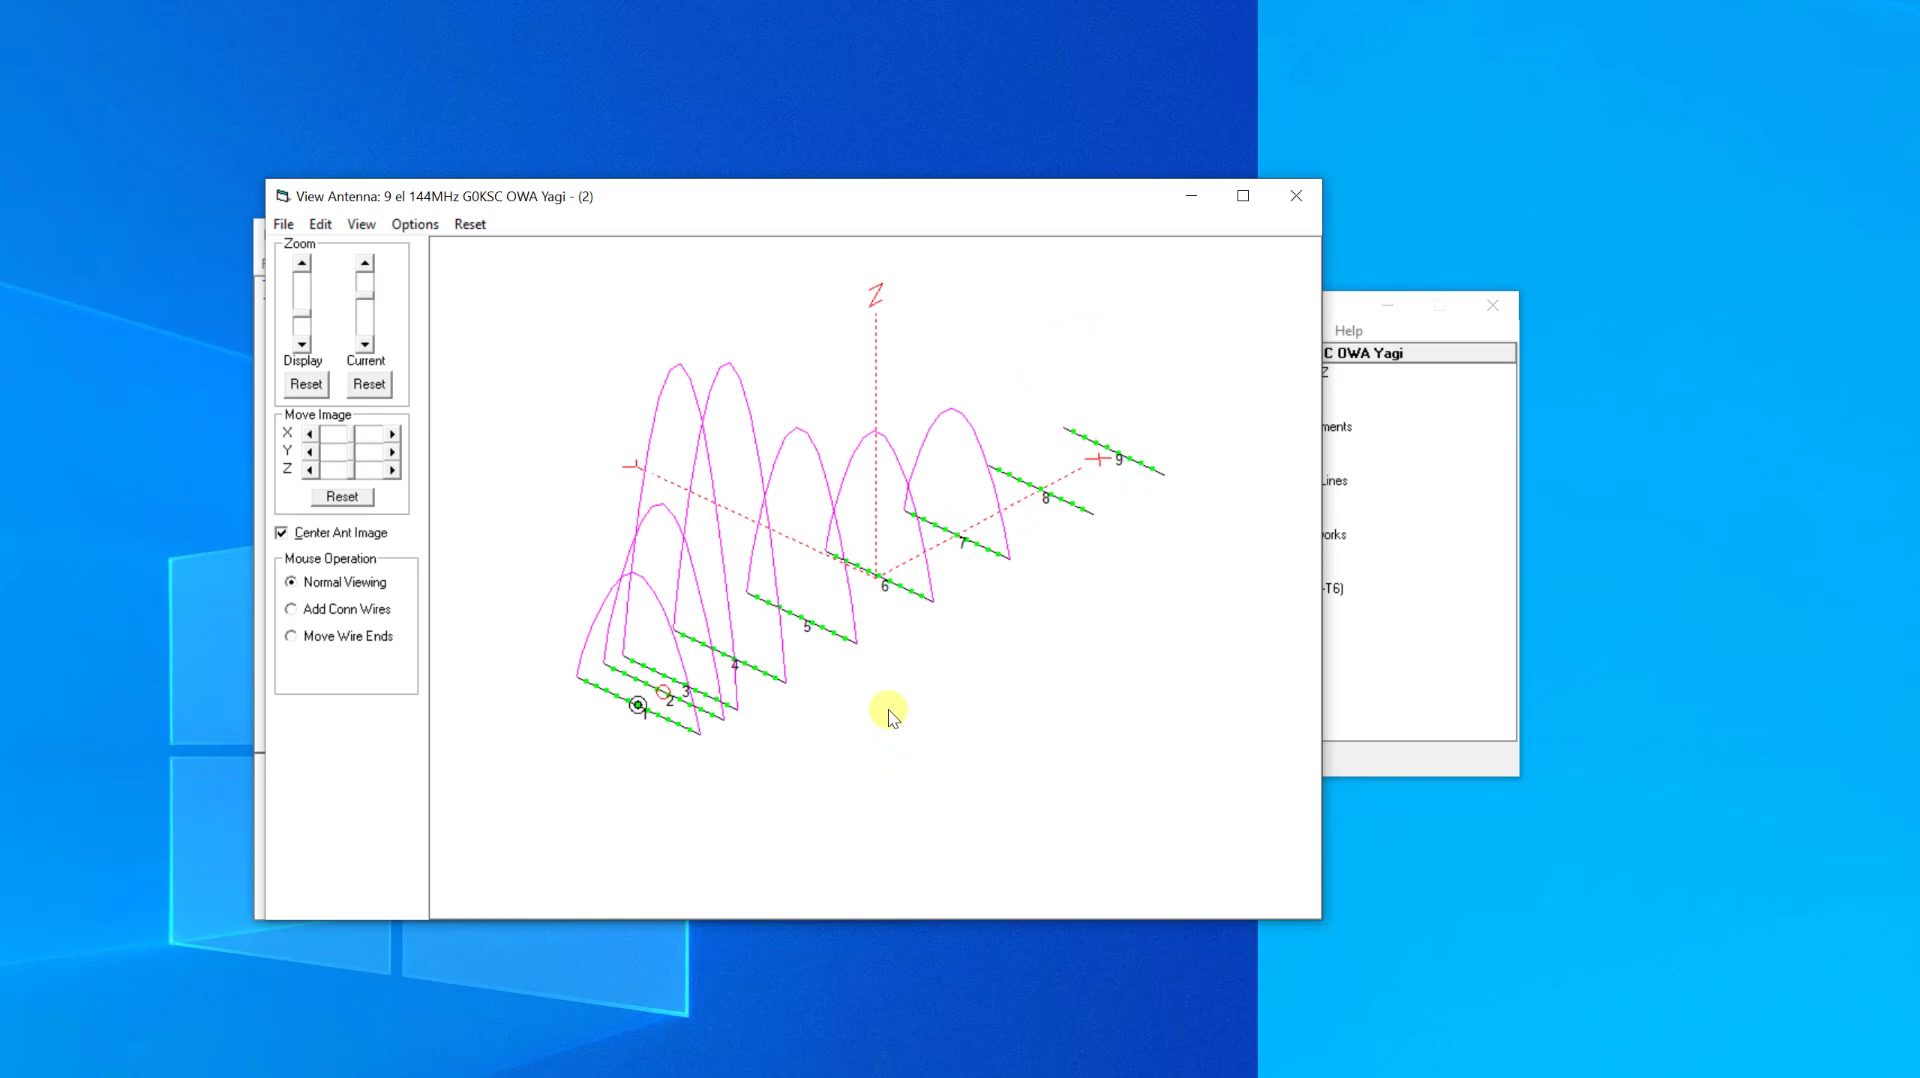 View Antenna: 9 el 144MHz G0KSC OWA Yagi - (2)
File Edit View Options Reset
Zoom
Display Current
Reset Reset
Move Image
X
Y
Z
Reset
Center Ant Image
Mouse Operation
Normal Viewing
Add Conn Wires
Move Wire Ends
Z
X
9
8
7
6
5
4
3
2
1
Help
C OWA Yagi
Z
ments
Lines
orks
-T6)